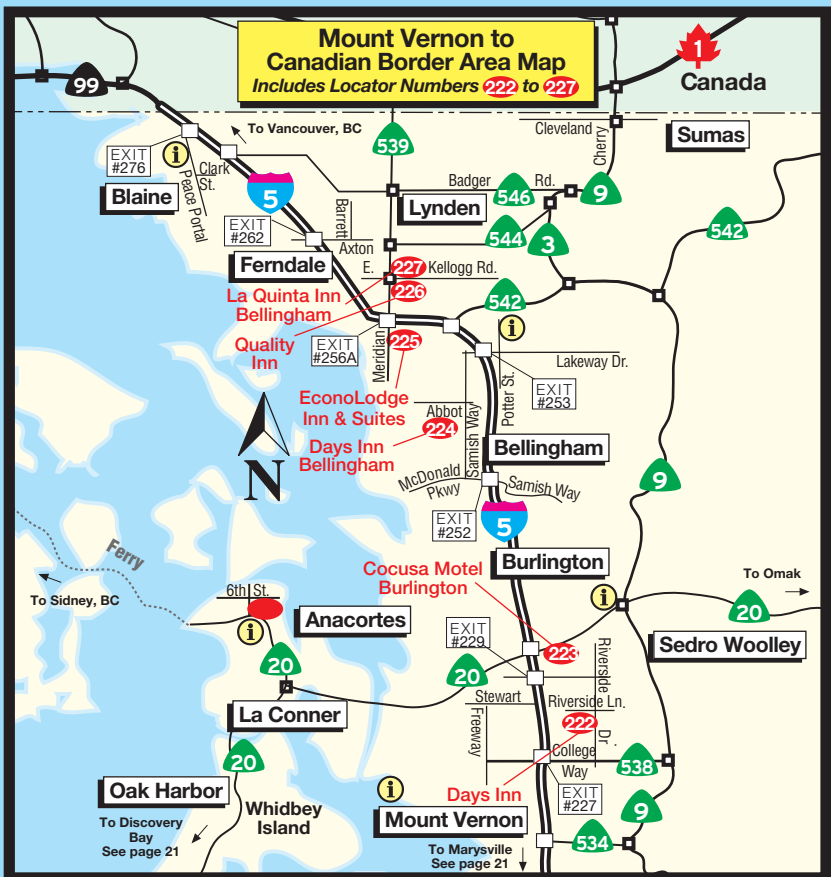 Mount Vernon to
Canadian Border Area Map
Includes Locator Numbers 222 to 227
1
Canada
99
To Vancouver, BC
539
Cleveland
Cherry
Sumas
EXIT
#276
i
Clark
St.
Peace Portal
Blaine
5
Badger Rd.
546
9
Lynden
Barrett
EXIT
#262
Axton
544
3
542
Ferndale
E. 227 Kellogg Rd.
226
La Quinta Inn
Bellingham
542
i
Quality
Inn
EXIT
#256A
Meridian
225
Lakeway Dr.
Potter St.
EXIT
#253
EconoLodge
Inn & Suites
Abbot
224
Samish Way
Days Inn
Bellingham
Bellingham
N
McDonald
Pkwy
Samish Way
9
EXIT
#252
5
Burlington
Ferry
Cocusa Motel
Burlington
To Omak
To Sidney, BC
6th St.
i
Anacortes
i
20
Sedro Woolley
EXIT
#229
223
Riverside
Dr.
20
20
Stewart
Riverside Ln.
La Conner
Freeway
222
20
College
Way
538
Oak Harbor
i
Days Inn
EXIT
#227
Whidbey
Island
Mount Vernon
9
To Discovery
Bay
See page 21
To Marysville
See page 21
534